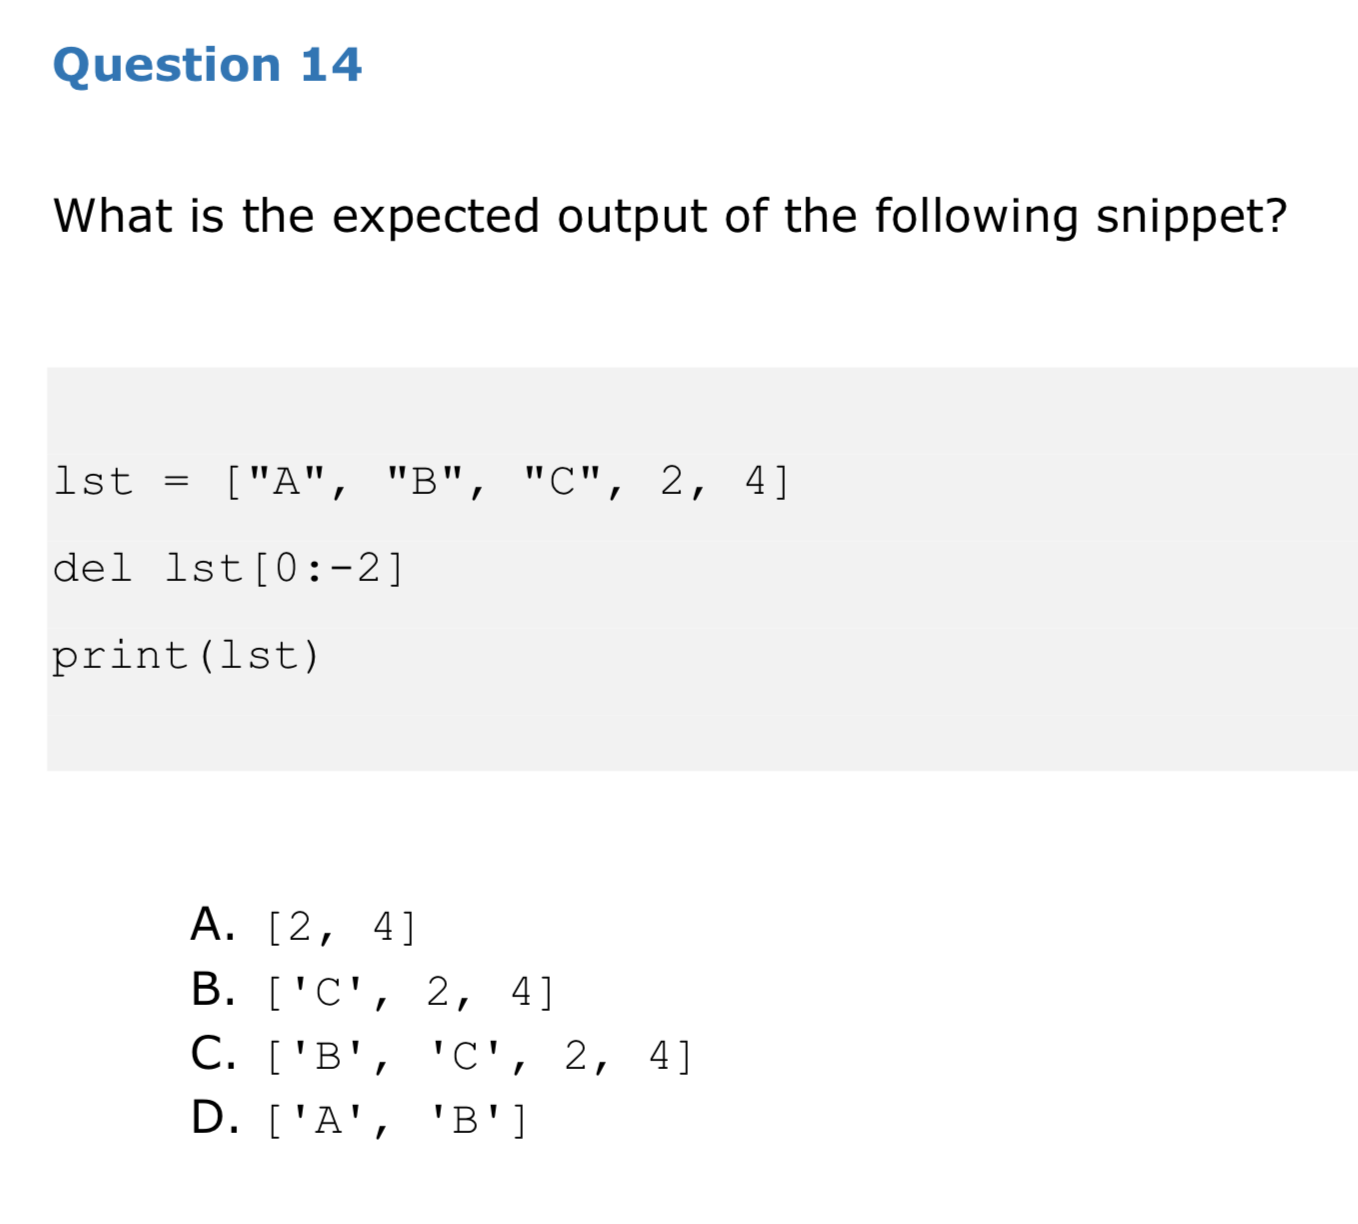 Question 14
What is the expected output of the following snippet?
lst = ["A", "B", "C", 2, 4]
del lst[0:-2]
print(lst)
A. [2, 4]
B. ['C', 2, 4]
C. ['B', 'C', 2, 4]
D. ['A', 'B']